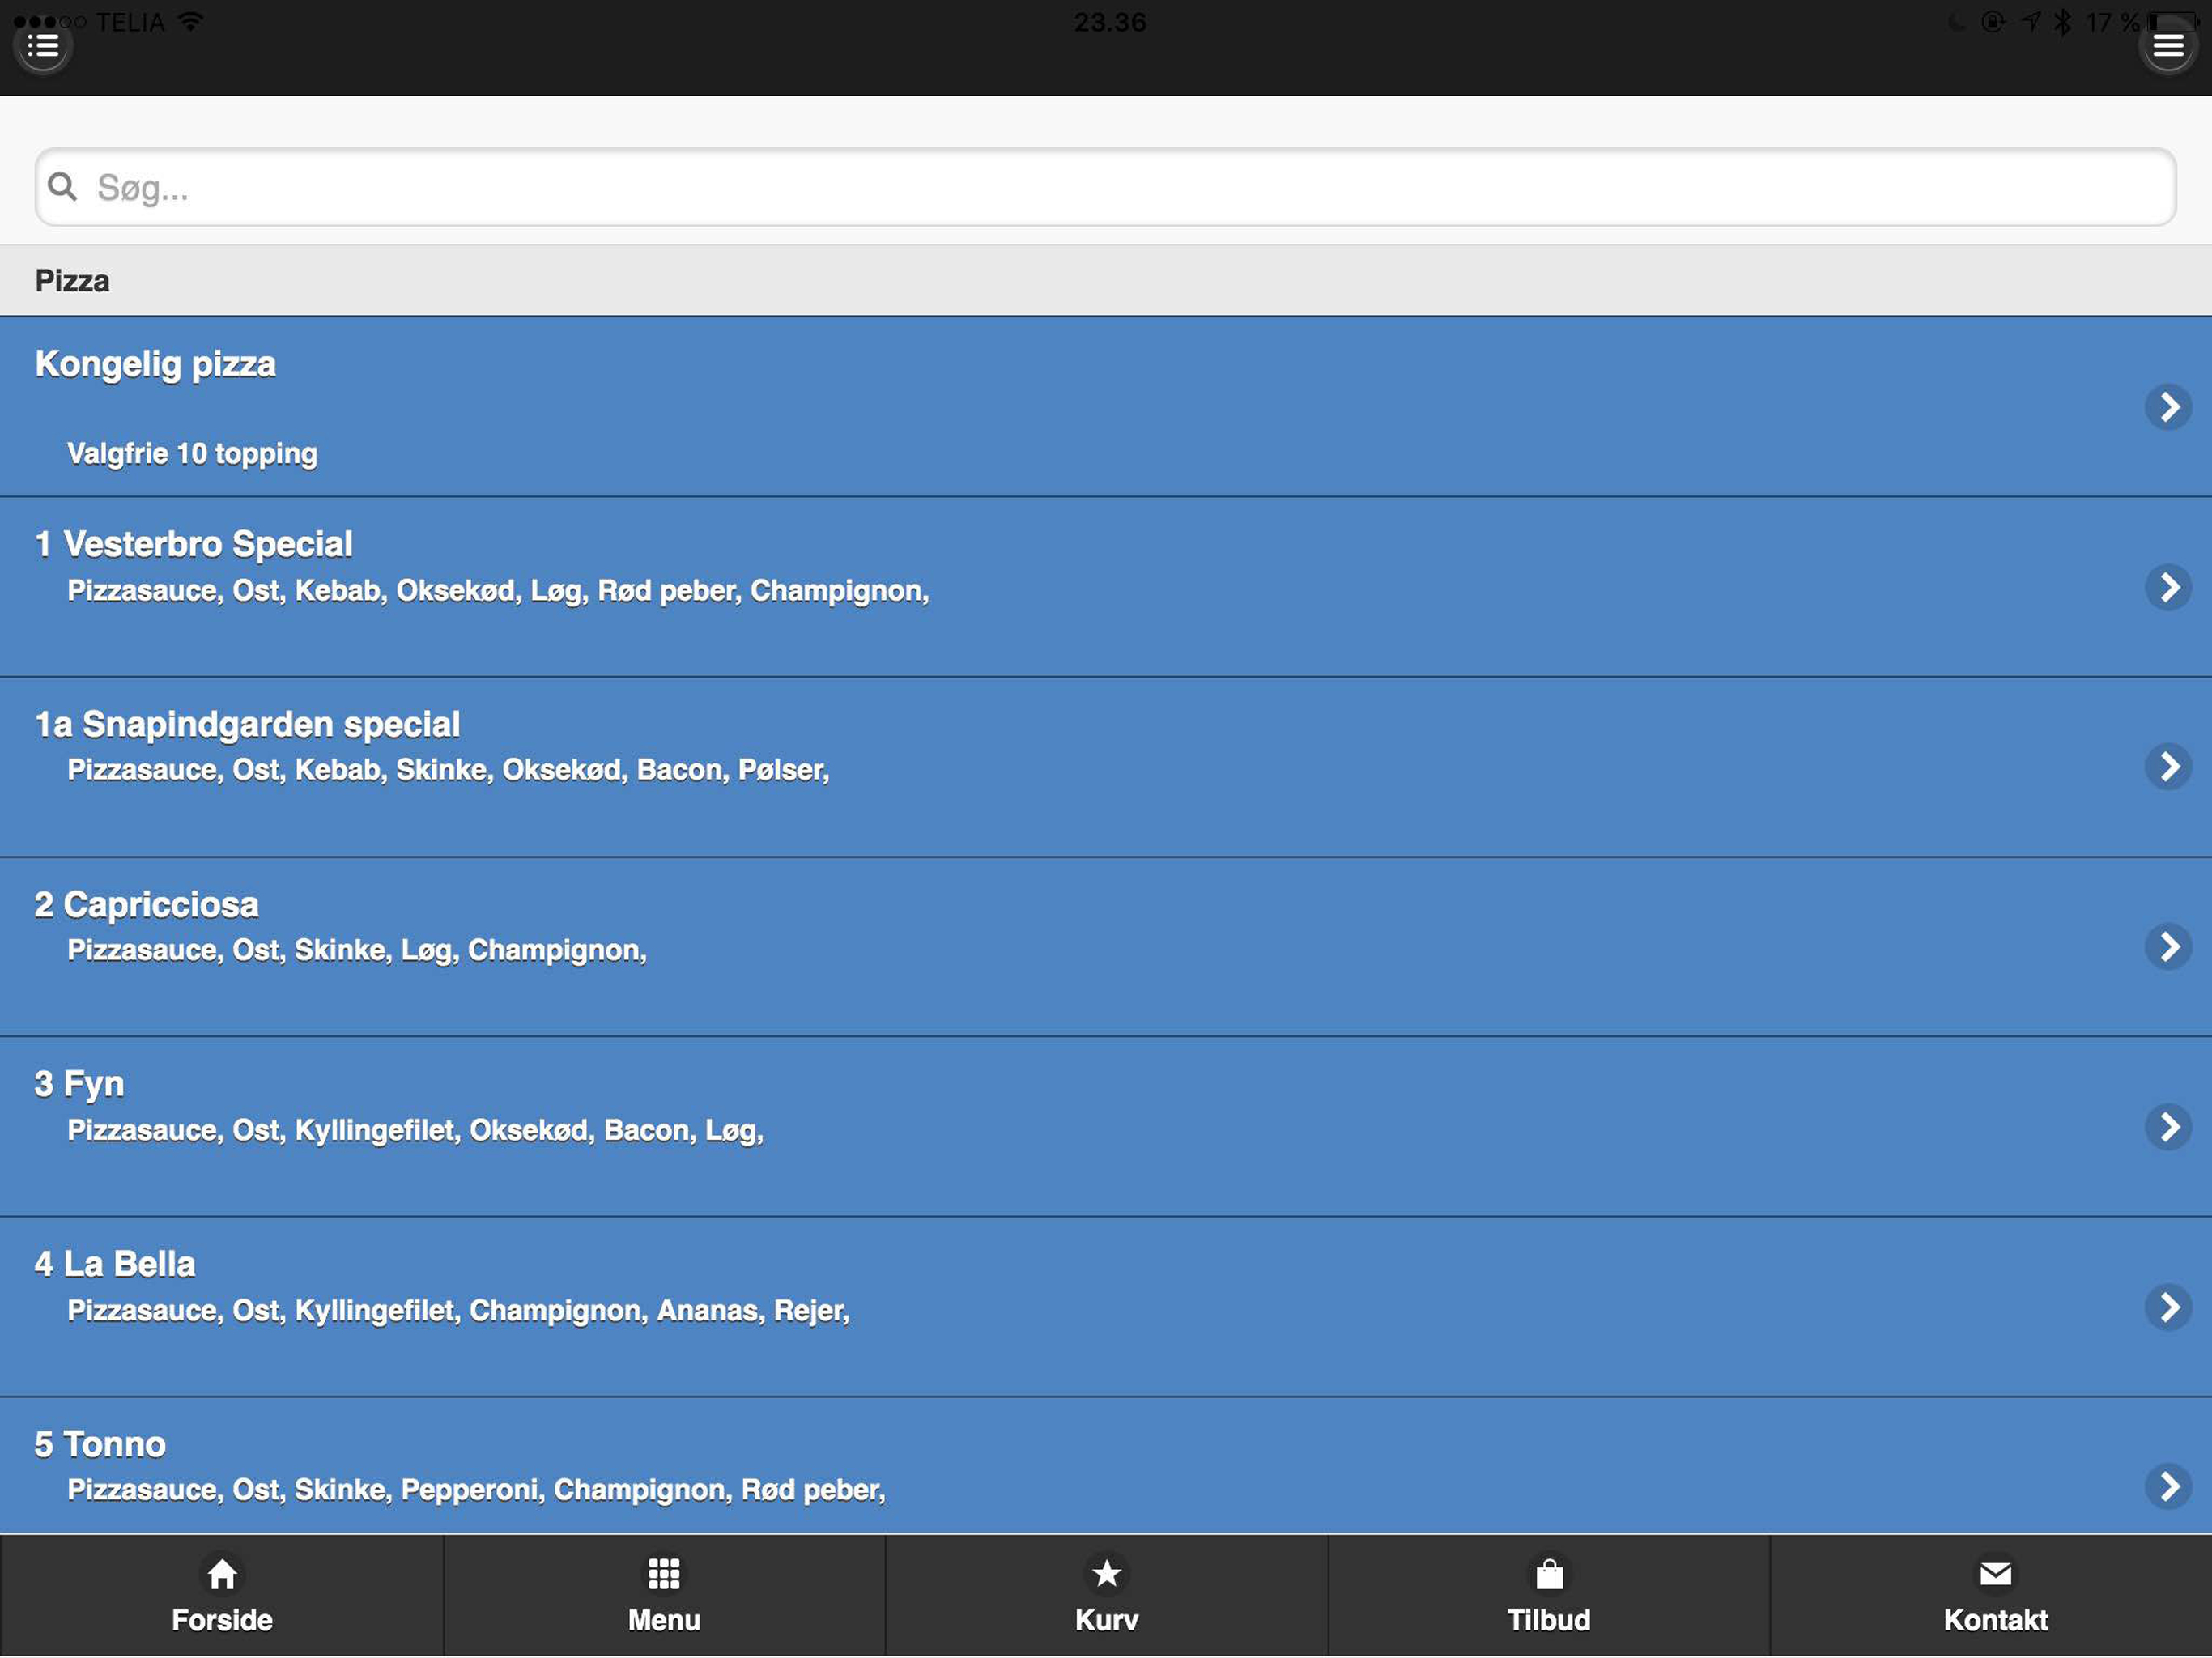 TELIA
23.36
17 %
Søg...
Pizza
Kongelig pizza
Valgfrie 10 topping
1 Vesterbro Special
Pizzasauce, Ost, Kebab, Oksekød, Løg, Rød peber, Champignon,
1a Snapindgarden special
Pizzasauce, Ost, Kebab, Skinke, Oksekød, Bacon, Pølser,
2 Capricciosa
Pizzasauce, Ost, Skinke, Løg, Champignon,
3 Fyn
Pizzasauce, Ost, Kyllingefilet, Oksekød, Bacon, Løg,
4 La Bella
Pizzasauce, Ost, Kyllingefilet, Champignon, Ananas, Rejer,
5 Tonno
Pizzasauce, Ost, Skinke, Pepperoni, Champignon, Rød peber,
Forside
Menu
Kurv
Tilbud
Kontakt